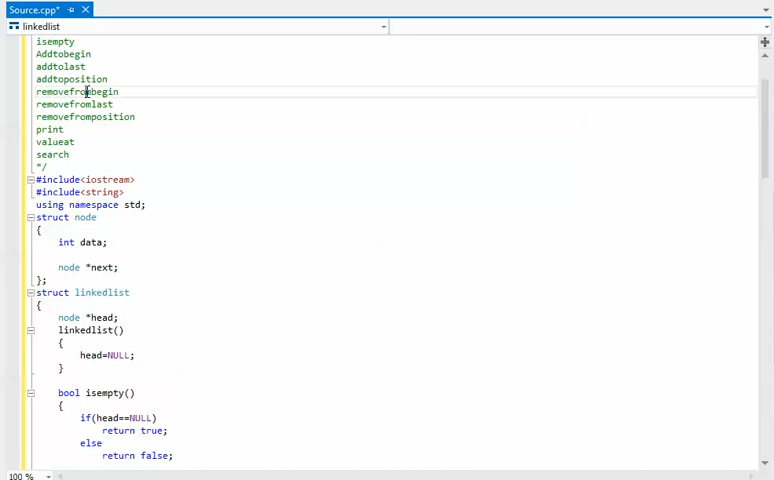 Source.cpp*
linkedlist
isempty
Addtobegin
addtolast
addtoposition
removefrombegin
removefromlast
removefromposition
print
valueat
search
*/
#include<iostream>
#include<string>
using namespace std;
struct node
{
int data;
node *next;
};
struct linkedlist
{
node *head;
linkedlist()
{
head=NULL;
}
bool isempty()
{
if(head==NULL)
return true;
else
return false;
100 %